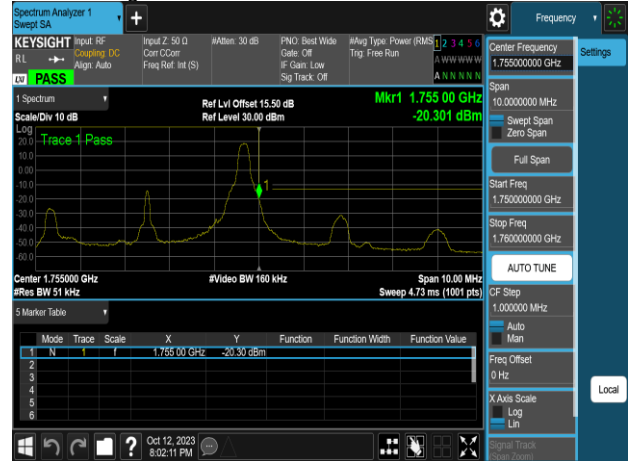 Spectrum Analyzer 1
Swept SA
Frequency
KEYSIGHT
Input: RF
Coupling: DC
Align: Auto
Input Z: 50 Ω
Corr CCorr
Freq Ref: Int (S)
#Atten: 30 dB
PNO: Best Wide
Gate: Off
IF Gain: Low
Sig Track: Off
#Avg Type: Power (RMS
Trig: Free Run
1 2 3 4 5 6
A W W W W W
A N N N N N
R L
LXI PASS
Center Frequency
1.755000000 GHz
Settings
Span
10.0000000 MHz
Swept Span
Zero Span
Full Span
Start Freq
1.750000000 GHz
Stop Freq
1.760000000 GHz
AUTO TUNE
CF Step
1.000000 MHz
Auto
Man
Freq Offset
0 Hz
X Axis Scale
Log
Lin
Signal Track
(Span Zoom)
Local
1 Spectrum
Scale/Div 10 dB
Ref Lvl Offset 15.50 dB
Ref Level 30.00 dBm
Mkr1 1.755 00 GHz
-20.301 dBm
Log
Trace 1 Pass
20.0
10.0
0.00
-10.0
-20.0
-30.0
-40.0
-50.0
-60.0
1
Center 1.755000 GHz
#Res BW 51 kHz
#Video BW 160 kHz
Span 10.00 MHz
Sweep 4.73 ms (1001 pts)
5 Marker Table
Mode Trace Scale X Y Function Function Width Function Value
1 N 1 f 1.755 00 GHz -20.30 dBm
2
3
4
5
6
Oct 12, 2023
8:02:11 PM